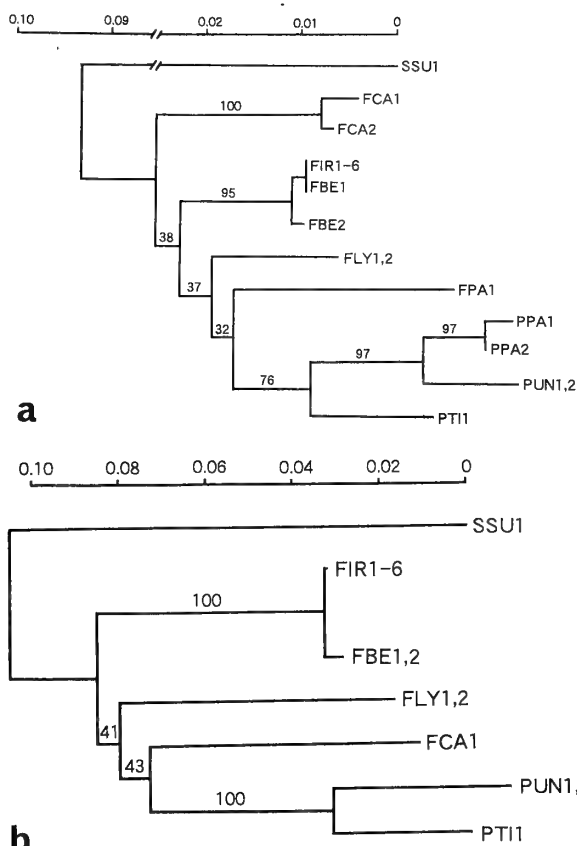 0.10 0.09 0.02 0.01 0
SSU1
100 FCA1
FCA2
FIR1-6
95 FBE1
FBE2
38
FLY1,2
37
FPA1
32
PPA1
97
97 PPA2
76 PUN1,2
a
PTI1
0.10 0.08 0.06 0.04 0.02 0
SSU1
FIR1-6
100
FBE1,2
FLY1,2
41
FCA1
43
PUN1,
100
PTI1
b